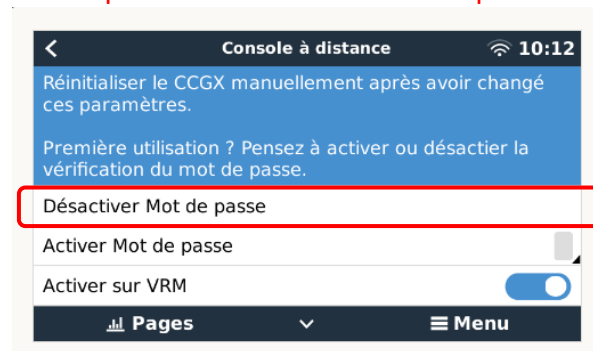 Console à distance 10:12
Réinitialiser le CCGX manuellement après avoir changé
ces paramètres.
Première utilisation ? Pensez à activer ou désactier la
vérification du mot de passe.
Désactiver Mot de passe
Activer Mot de passe
Activer sur VRM
Pages Menu